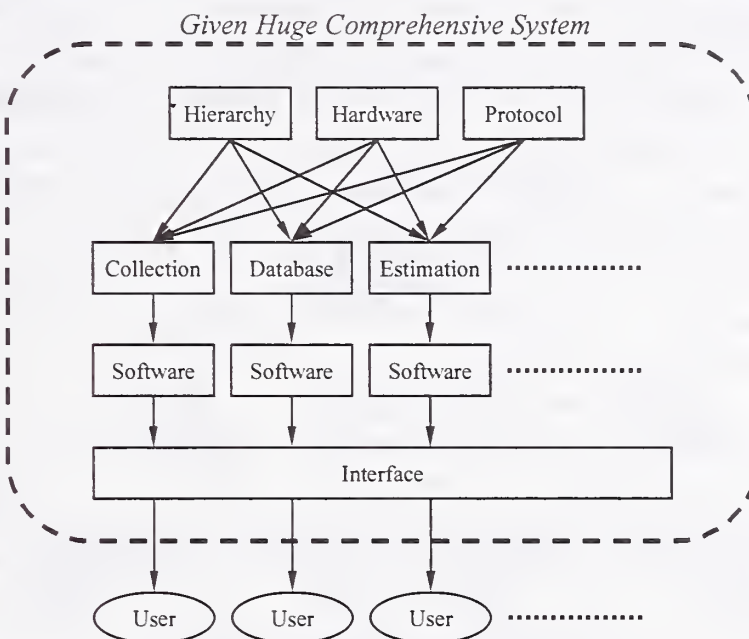 Given Huge Comprehensive System
Hierarchy Hardware Protocol
Collection Database Estimation
Software Software Software
Interface
User User User